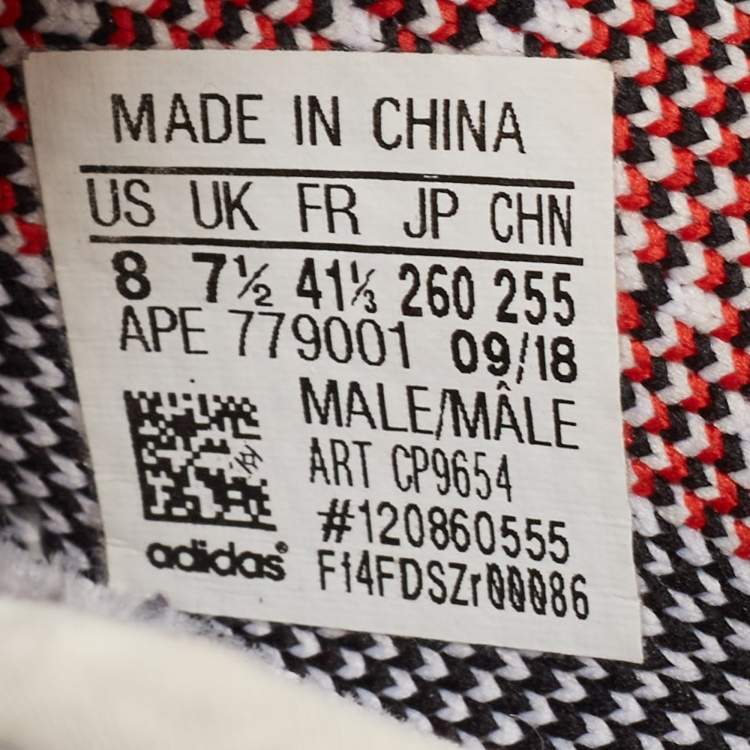 MADE IN CHINA
US UK FR JP CHN
8 7½ 41⅓ 260 255
APE 779001 09/18
MALE/MÂLE
ART CP9654
#120860555
adidas® F14FDSZr00086